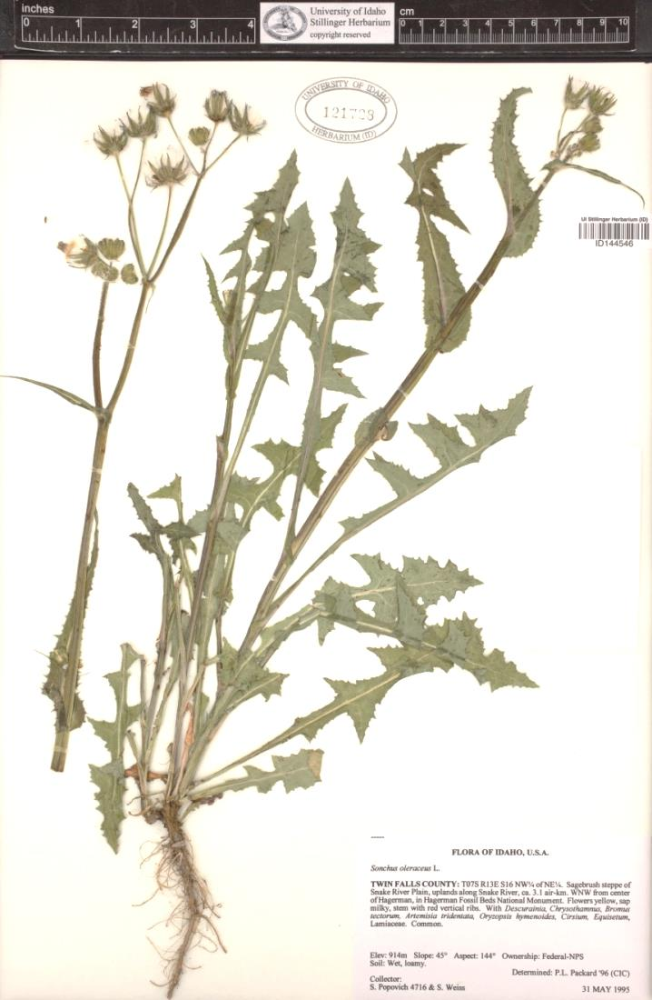 inches
cm
University of Idaho
Stillinger Herbarium
copyright reserved
0 1 2 3 4
0 1 2 3 4 5 6 7 8 9 10
UNIVERSITY OF IDAHO
121728
HERBARIUM (ID)
UI Stillinger Herbarium (ID)
ID144546
FLORA OF IDAHO, U.S.A.
Sonchus oleraceus L.
TWIN FALLS COUNTY: T07S R13E S16 NW¼ of NE¼. Sagebrush steppe of
Snake River Plain, uplands along Snake River, ca. 3.1 air-km. WNW from center
of Hagerman, in Hagerman Fossil Beds National Monument. Flowers yellow, sap
milky, stem with red vertical ribs. With Descurainia, Chrysothamnus, Bromus
tectorum, Artemisia tridentata, Oryzopsis hymenoides, Cirsium, Equisetum,
Lamiaceae. Common.
Elev: 914m Slope: 45° Aspect: 144° Ownership: Federal-NPS
Soil: Wet, loamy.
Determined: P.L. Packard '96 (CIC)
Collector:
S. Popovich 4716 & S. Weiss
31 MAY 1995